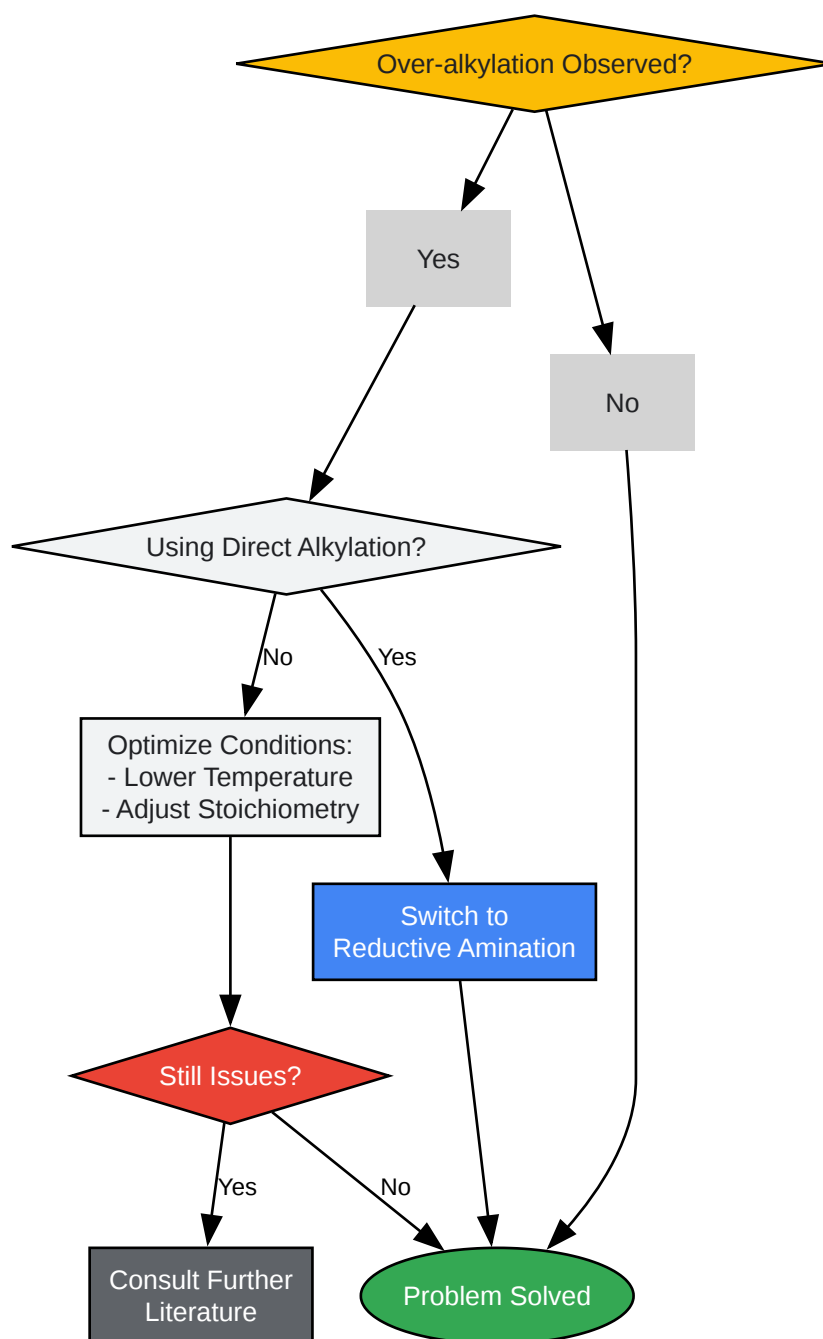 Over-alkylation Observed?
Yes
No
Using Direct Alkylation?
No
Yes
Optimize Conditions:
- Lower Temperature
- Adjust Stoichiometry
Switch to
Reductive Amination
Still Issues?
Yes
No
Consult Further
Literature
Problem Solved